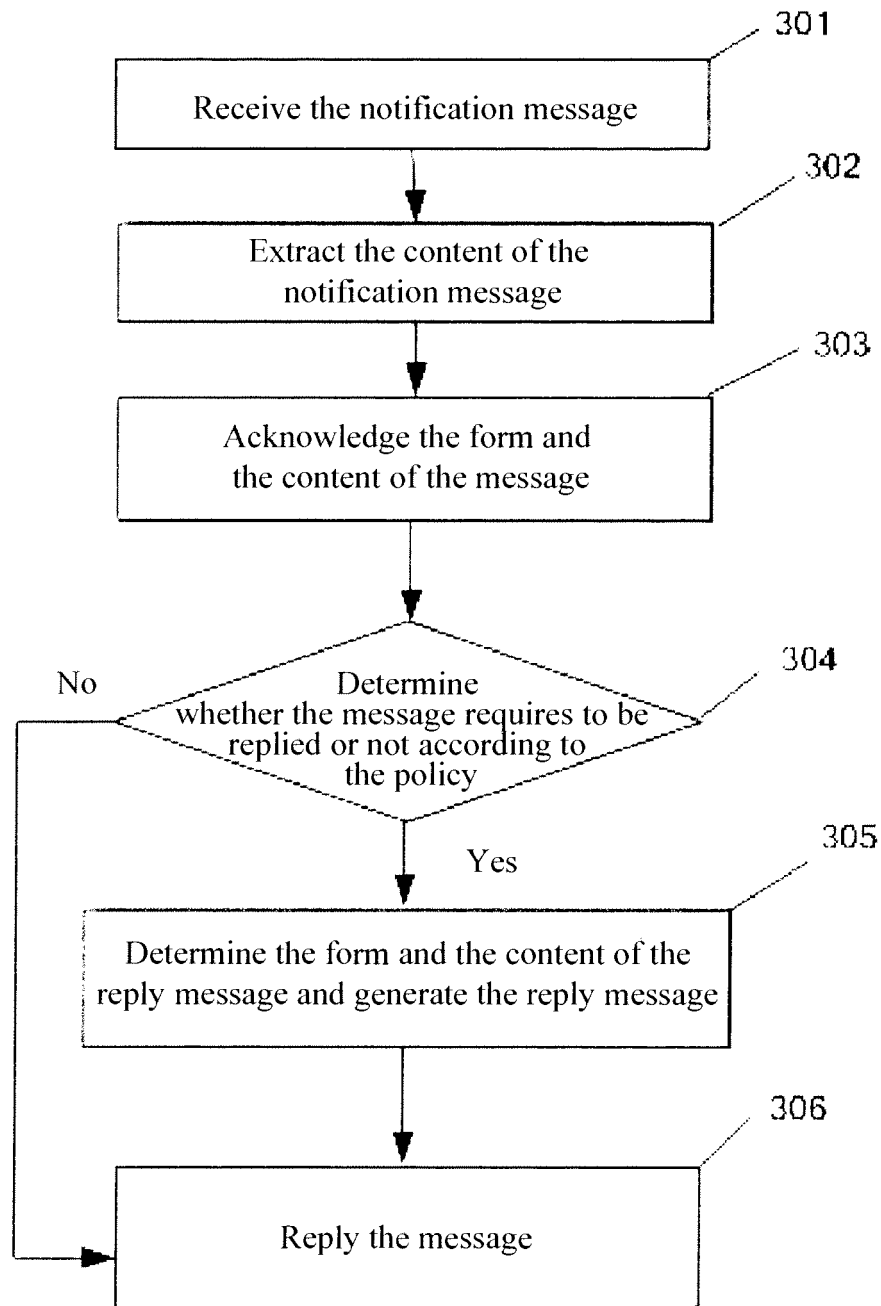 301
Receive the notification message
302
Extract the content of the
notification message
303
Acknowledge the form and
the content of the message
304
No
Determine
whether the message requires to be
replied or not according to
the policy
Yes
305
Determine the form and the content of the
reply message and generate the reply message
306
Reply the message